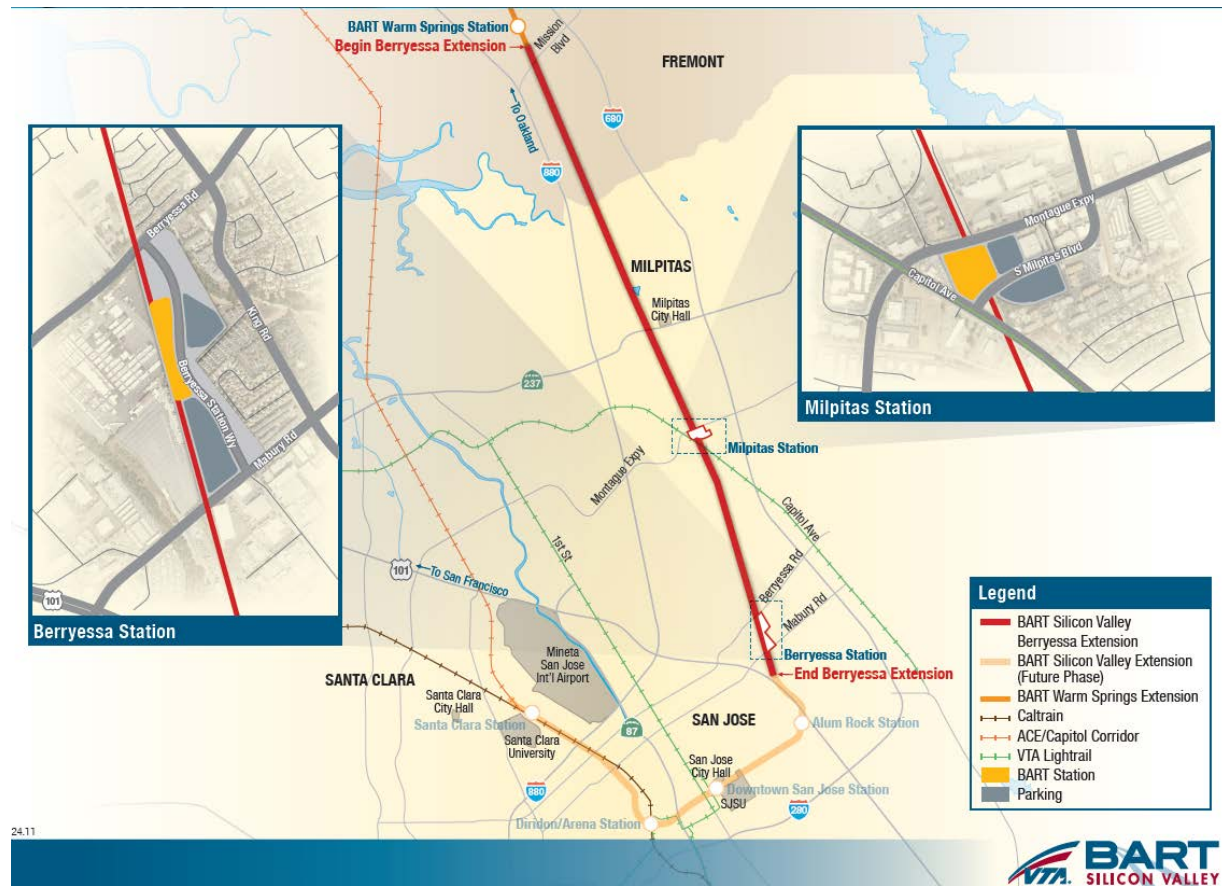 BART Warm Springs Station
Begin Berryessa Extension
Mission
Blvd
FREMONT
To Oakland
680
880
MILPITAS
Milpitas
City Hall
237
Milpitas Station
Montague Expy
Capitol Ave
1st St
101
To San Francisco
Berryessa Rd
Mabury Rd
Berryessa Station
End Berryessa Extension
Mineta
San Jose
Int'l Airport
SANTA CLARA
Santa Clara
City Hall
Santa Clara Station
Santa Clara
University
SAN JOSE
87
Alum Rock Station
San Jose
City Hall
Downtown San Jose Station
SJSU
880
280
Diridon/Arena Station
Berryessa Rd
King Rd
Berryessa Station Wy
Mabury Rd
101
Berryessa Station
Montague Expy
S Milpitas Blvd
Capitol Ave
Milpitas Station
Legend
BART Silicon Valley
Berryessa Extension
BART Silicon Valley Extension
(Future Phase)
BART Warm Springs Extension
Caltrain
ACE/Capitol Corridor
VTA Lightrail
BART Station
Parking
24.11
VTA
BART
SILICON VALLEY